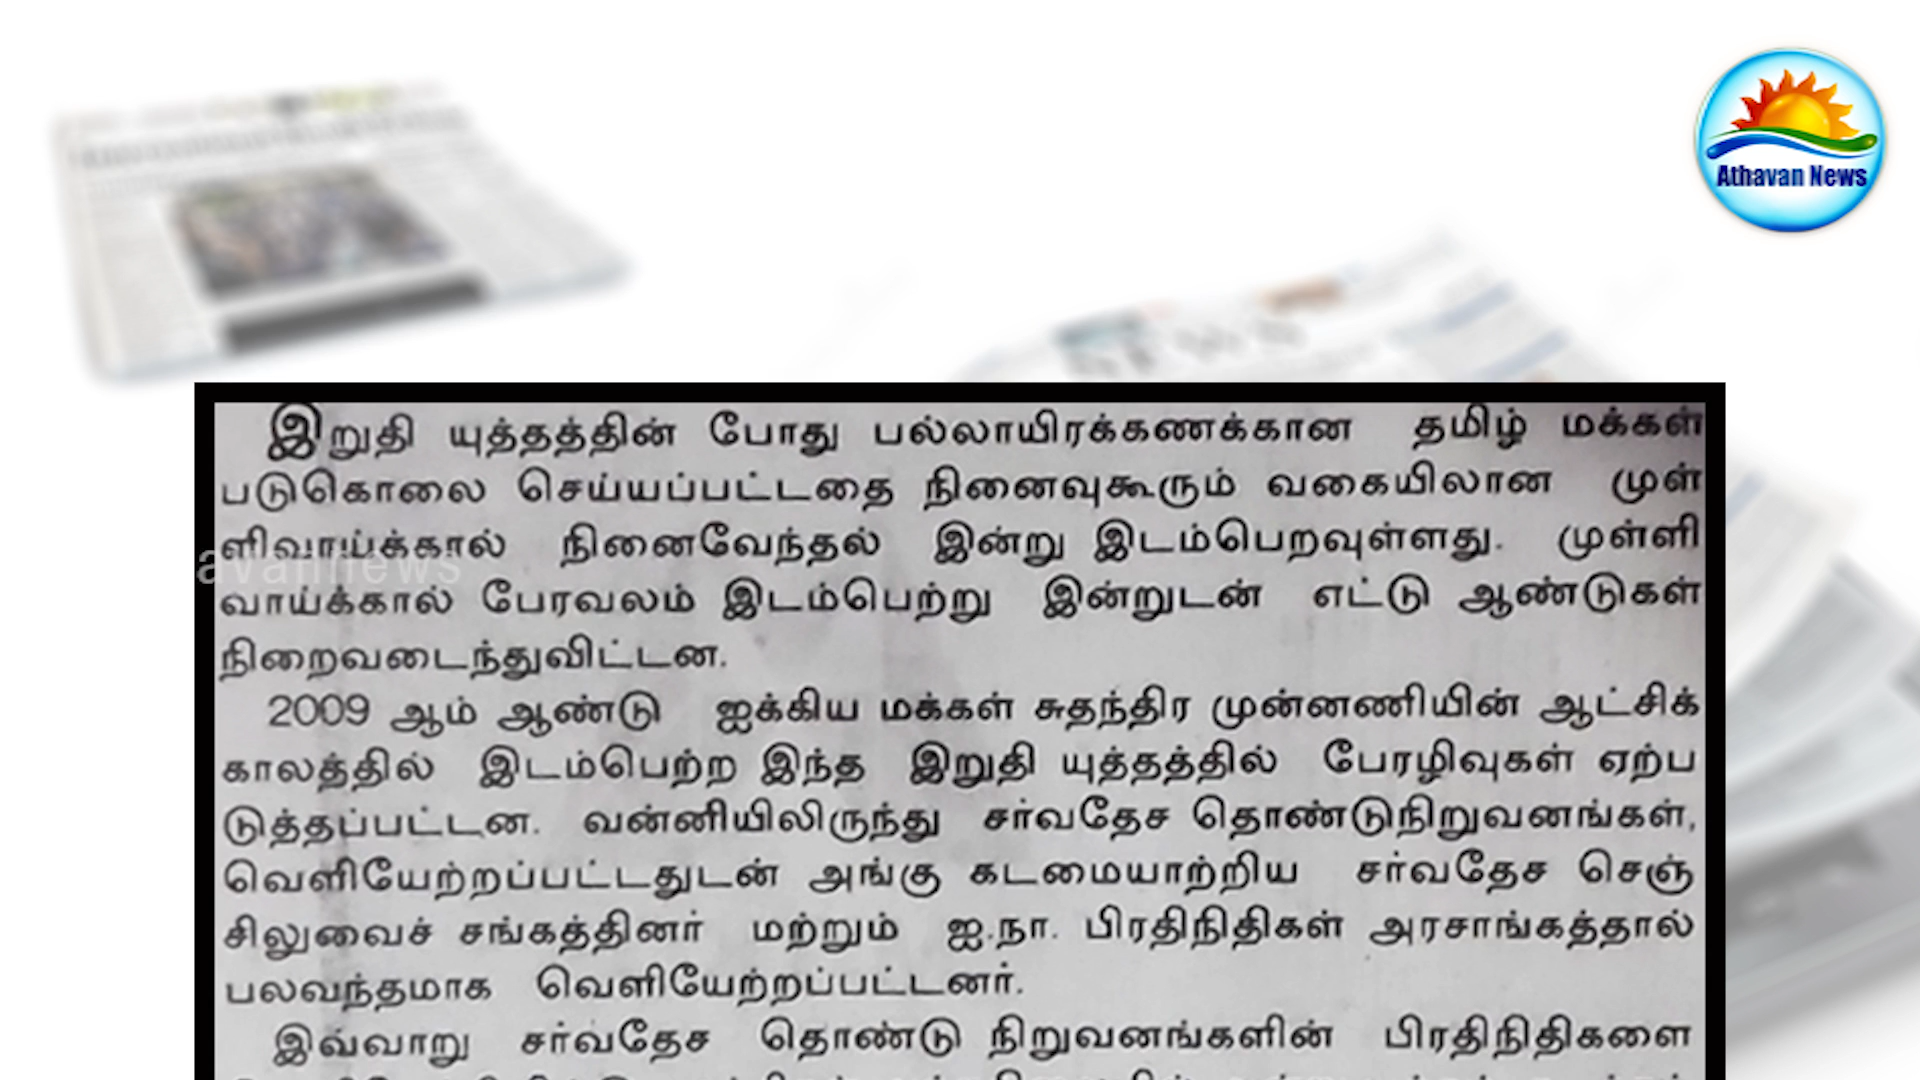 Athavan News
இறுதி யுத்தத்தின் போது பல்லாயிரக்கணக்கான தமிழ் மக்கள்
படுகொலை செய்யப்பட்டதை நினைவுகூரும் வகையிலான முள்
ளிவாய்க்கால் நினைவேந்தல் இன்று இடம்பெறவுள்ளது. முள்ளி
avannews
வாய்க்கால் பேரவலம் இடம்பெற்று இன்றுடன் எட்டு ஆண்டுகள்
நிறைவடைந்துவிட்டன.
2009 ஆம் ஆண்டு ஐக்கிய மக்கள் சுதந்திர முன்னணியின் ஆட்சிக்
காலத்தில் இடம்பெற்ற இந்த இறுதி யுத்தத்தில் பேரழிவுகள் ஏற்ப
டுத்தப்பட்டன. வன்னியிலிருந்து சர்வதேச தொண்டுநிறுவனங்கள்,
வெளியேற்றப்பட்டதுடன் அங்கு கடமையாற்றிய சர்வதேச செஞ்
சிலுவைச் சங்கத்தினர் மற்றும் ஐ.நா. பிரதிநிதிகள் அரசாங்கத்தால்
பலவந்தமாக வெளியேற்றப்பட்டனர்.
இவ்வாறு சர்வதேச தொண்டு நிறுவனங்களின் பிரதிநிதிகளை